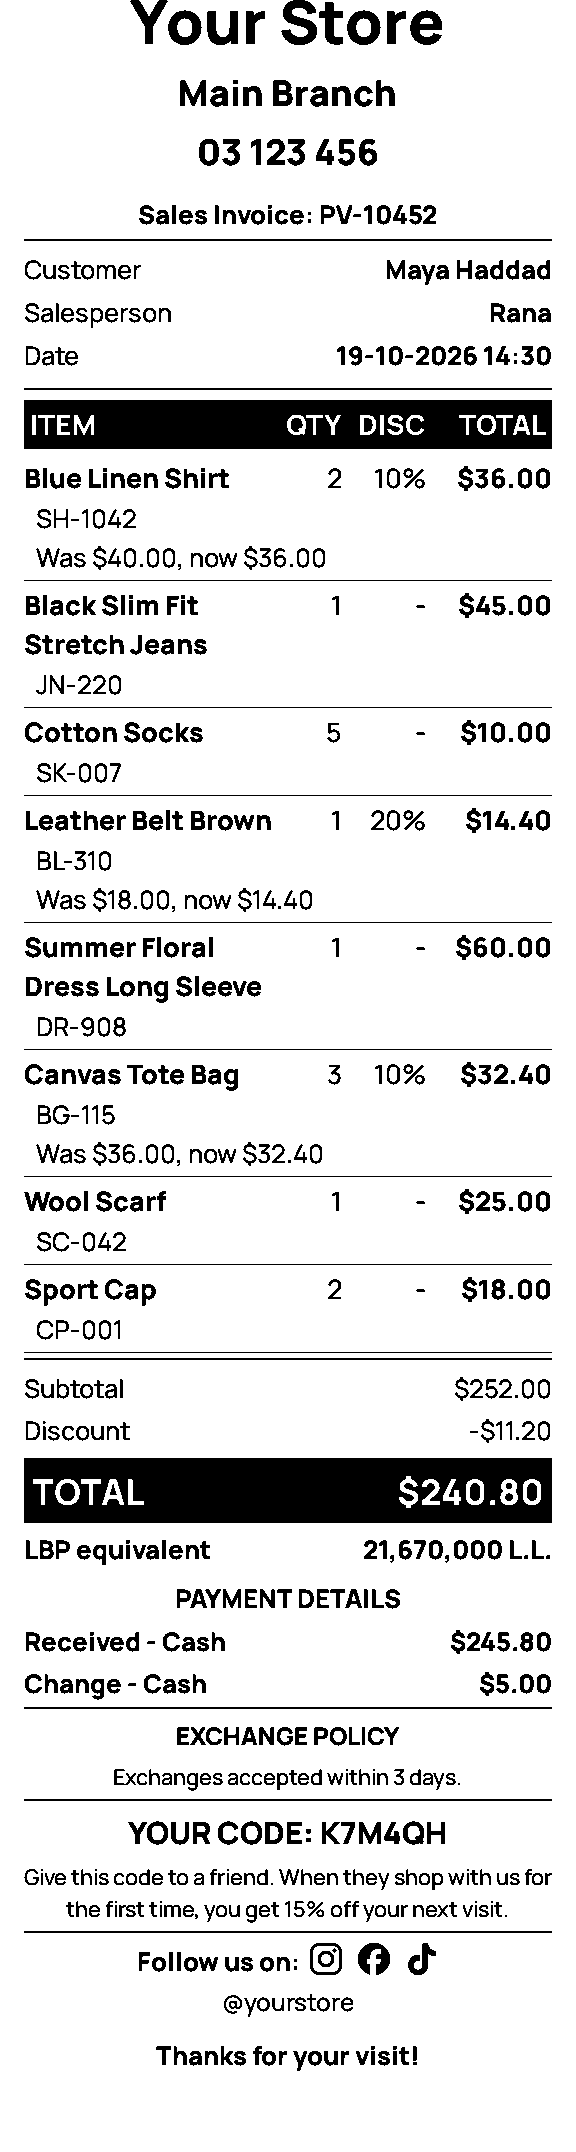 Your Store
Main Branch
03 123 456
Sales Invoice: PV-10452
Customer Maya Haddad
Salesperson Rana
Date 19-10-2026 14:30
ITEM QTY DISC TOTAL
Blue Linen Shirt 2 10% $36.00
SH-1042
Was $40.00, now $36.00
Black Slim Fit 1 - $45.00
Stretch Jeans
JN-220
Cotton Socks 5 - $10.00
SK-007
Leather Belt Brown 1 20% $14.40
BL-310
Was $18.00, now $14.40
Summer Floral 1 - $60.00
Dress Long Sleeve
DR-908
Canvas Tote Bag 3 10% $32.40
BG-115
Was $36.00, now $32.40
Wool Scarf 1 - $25.00
SC-042
Sport Cap 2 - $18.00
CP-001
Subtotal $252.00
Discount -$11.20
TOTAL $240.80
LBP equivalent 21,670,000 L.L.
PAYMENT DETAILS
Received - Cash $245.80
Change - Cash $5.00
EXCHANGE POLICY
Exchanges accepted within 3 days.
YOUR CODE: K7M4QH
Give this code to a friend. When they shop with us for
the first time, you get 15% off your next visit.
Follow us on:
@yourstore
Thanks for your visit!